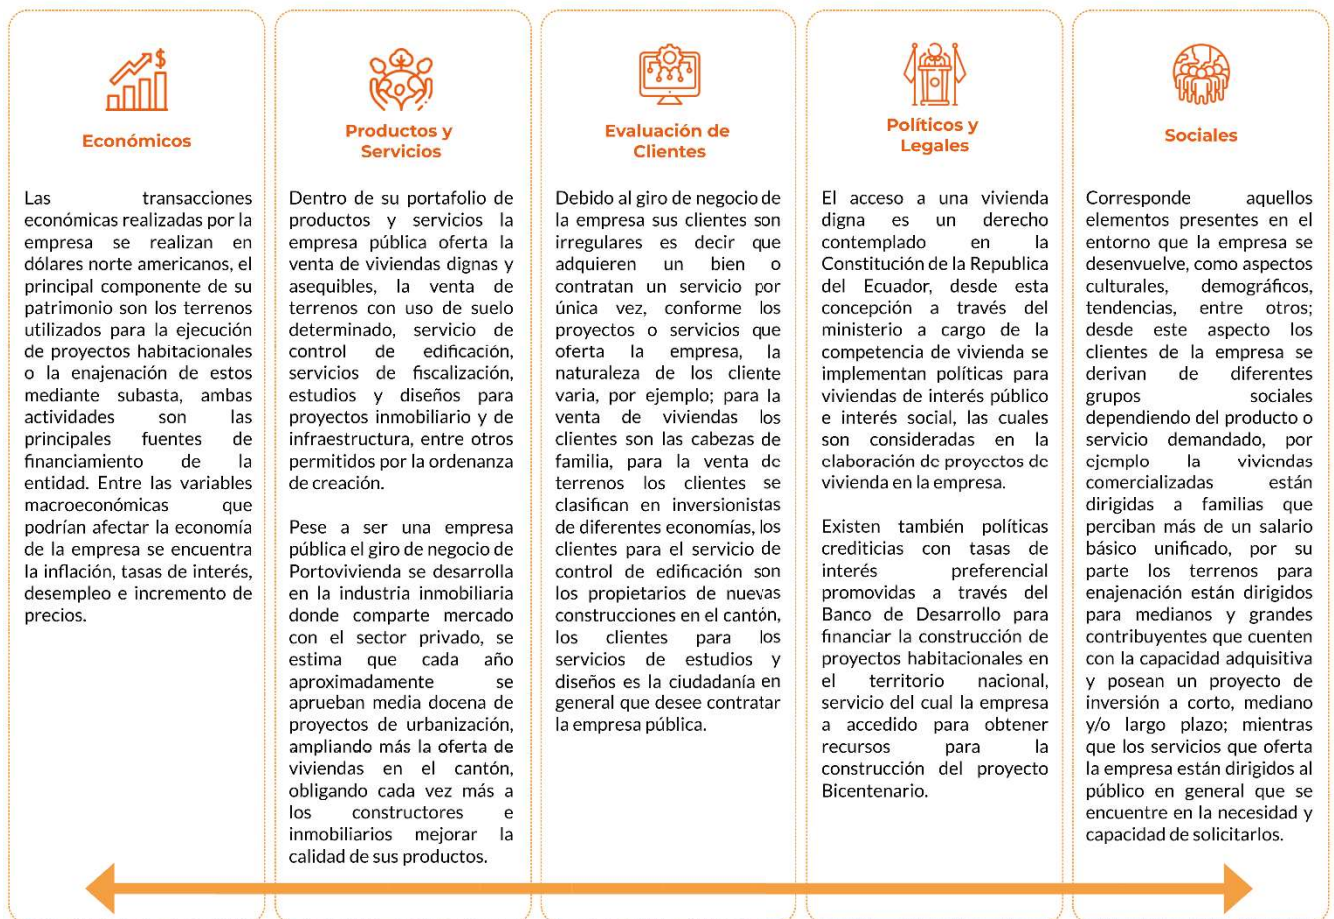 Económicos
Las transacciones
económicas realizadas por la
empresa se realizan en
dólares norte americanos, el
principal componente de su
patrimonio son los terrenos
utilizados para la ejecución
de proyectos habitacionales
o la enajenación de estos
mediante subasta, ambas
actividades son las
principales fuentes de
financiamiento de la
entidad. Entre las variables
macroeconómicas que
podrían afectar la economía
de la empresa se encuentra
la inflación, tasas de interés,
desempleo e incremento de
precios.
Productos y
Servicios
Dentro de su portafolio de
productos y servicios la
empresa pública oferta la
venta de viviendas dignas y
asequibles, la venta de
terrenos con uso de suelo
determinado, servicio de
control de edificación,
servicios de fiscalización,
estudios y diseños para
proyectos inmobiliario y de
infraestructura, entre otros
permitidos por la ordenanza
de creación.
Pese a ser una empresa
pública el giro de negocio de
Portovivienda se desarrolla
en la industria inmobiliaria
donde comparte mercado
con el sector privado, se
estima que cada año
aproximadamente se
aprueban media docena de
proyectos de urbanización,
ampliando más la oferta de
viviendas en el cantón,
obligando cada vez más a
los constructores e
inmobiliarios mejorar la
calidad de sus productos.
Evaluación de
Clientes
Debido al giro de negocio de
la empresa sus clientes son
irregulares es decir que
adquieren un bien o
contratan un servicio por
única vez, conforme los
proyectos o servicios que
oferta la empresa, la
naturaleza de los cliente
varia, por ejemplo; para la
venta de viviendas los
clientes son las cabezas de
familia, para la venta de
terrenos los clientes se
clasifican en inversionistas
de diferentes economías, los
clientes para el servicio de
control de edificación son
los propietarios de nuevas
construcciones en el cantón,
los clientes para los
servicios de estudios y
diseños es la ciudadanía en
general que desee contratar
la empresa pública.
Políticos y
Legales
El acceso a una vivienda
digna es un derecho
contemplado en la
Constitución de la Republica
del Ecuador, desde esta
concepción a través del
ministerio a cargo de la
competencia de vivienda se
implementan políticas para
viviendas de interés público
e interés social, las cuales
son consideradas en la
elaboración de proyectos de
vivienda en la empresa.
Existen también políticas
crediticias con tasas de
interés preferencial
promovidas a través del
Banco de Desarrollo para
financiar la construcción de
proyectos habitacionales en
el territorio nacional,
servicio del cual la empresa
a accedido para obtener
recursos para la
construcción del proyecto
Bicentenario.
Sociales
Corresponde aquellos
elementos presentes en el
entorno que la empresa se
desenvuelve, como aspectos
culturales, demográficos,
tendencias, entre otros;
desde este aspecto los
clientes de la empresa se
derivan de diferentes
grupos sociales
dependiendo del producto o
servicio demandado, por
ejemplo la viviendas
comercializadas están
dirigidas a familias que
perciban más de un salario
básico unificado, por su
parte los terrenos para
enajenación están dirigidos
para medianos y grandes
contribuyentes que cuenten
con la capacidad adquisitiva
y posean un proyecto de
inversión a corto, mediano
y/o largo plazo; mientras
que los servicios que oferta
la empresa están dirigidos al
público en general que se
encuentre en la necesidad y
capacidad de solicitarlos.